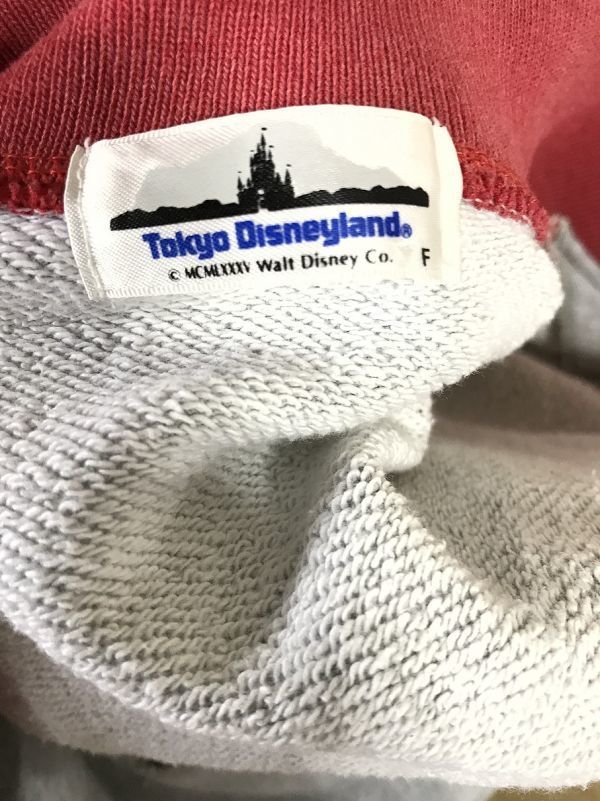 Tokyo Disneyland®
© MCMLXXXV Walt Disney Co. F